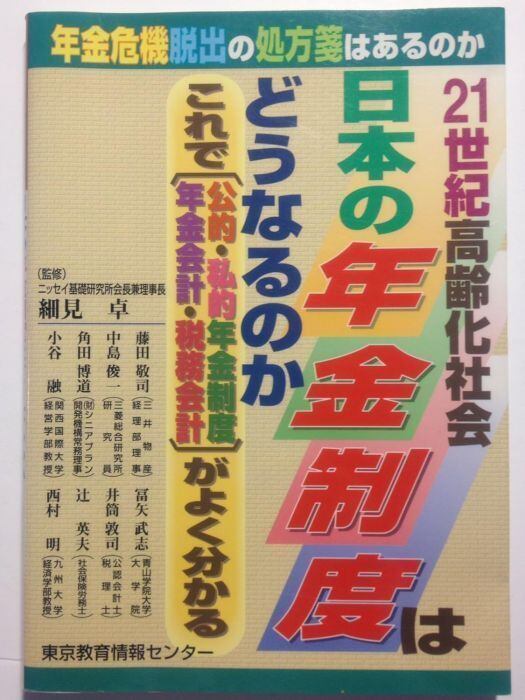 年金危機脱出の処方箋はあるのか
21世紀高齢化社会
日本の年金制度は
どうなるのか
これで
公的・私的年金制度
年金会計・税務会計
がよく分かる
(監修)
ニッセイ基礎研究所会長兼理事長
細見 卓
藤田 敬司
(三井物産
経理部理事)
中島 俊一
(三菱総合研究所
研究員)
角田 博道
(㈶シニアプラン
開発機構常務理事)
小谷 融
(関西国際大学
経営学部教授)
冨矢 武志
(青山学院大学
大学院)
井筒 敦司
(公認会計士
税理士)
辻 英夫
(社会保険労務士)
西村 明
(九州大学
経済学部教授)
東京教育情報センター